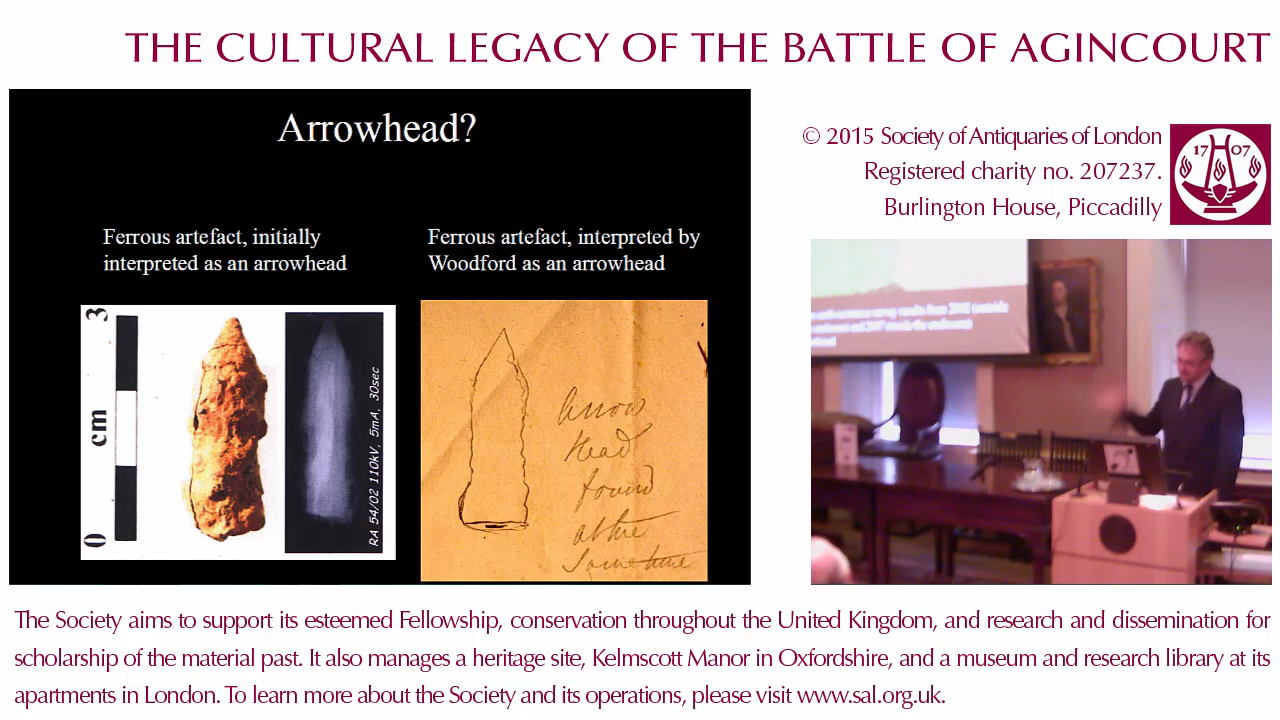 THE CULTURAL LEGACY OF THE BATTLE OF AGINCOURT
Arrowhead?
Ferrous artefact, initially
interpreted as an arrowhead
Ferrous artefact, interpreted by
Woodford as an arrowhead
3
cm
0
RA 54/02 110kV, 5mA, 30sec
Arrow
Head
found
at the
Same time
© 2015 Society of Antiquaries of London
Registered charity no. 207237.
Burlington House, Piccadilly
17 07
The Society aims to support its esteemed Fellowship, conservation throughout the United Kingdom, and research and dissemination for
scholarship of the material past. It also manages a heritage site, Kelmscott Manor in Oxfordshire, and a museum and research library at its
apartments in London. To learn more about the Society and its operations, please visit www.sal.org.uk.